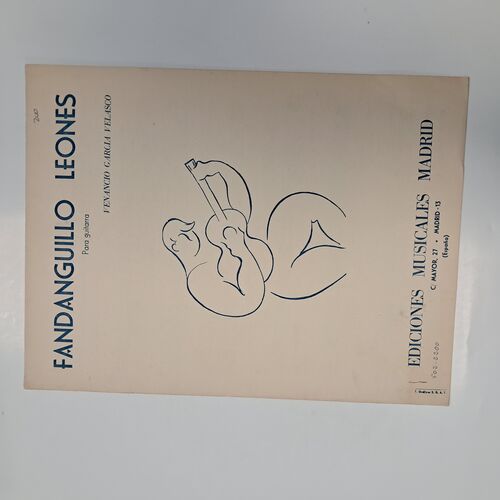 FANDANGUILLO LEONES
Para guitarra
VENANCIO GARCIA VELASCO
EDICIONES MUSICALES MADRID
C/. MAYOR, 27 • MADRID-13
(España)